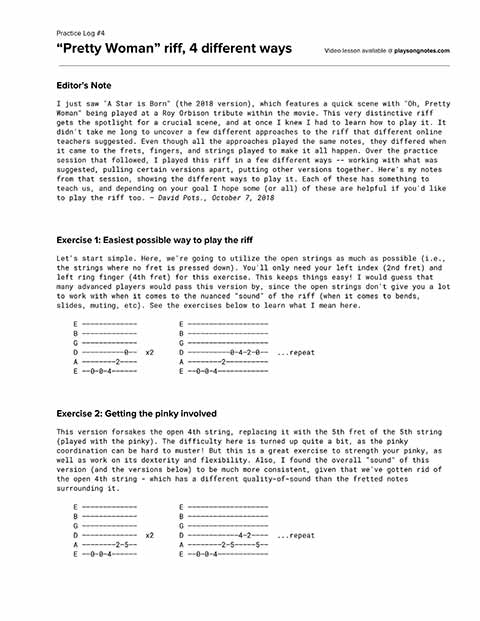 Practice Log #4
“Pretty Woman” riff, 4 different ways
Video lesson available @ playsongnotes.com
Editor's Note
I just saw "A Star is Born" (the 2018 version), which features a quick scene with "Oh, Pretty
Woman" being played at a Roy Orbison tribute within the movie. This very distinctive riff
gets the spotlight for a crucial scene, and at once I knew I had to learn how to play it. It
didn't take me long to uncover a few different approaches to the riff that different online
teachers suggested. Even though all the approaches played the same notes, they differed when
it came to the frets, fingers, and strings played to make it all happen. Over the practice
session that followed, I played this riff in a few different ways -- working with what was
suggested, pulling certain versions apart, putting other versions together. Here's my notes
from that session, showing the different ways to play it. Each of these has something to
teach us, and depending on your goal I hope some (or all) of these are helpful if you'd like
to play the riff too. – David Pots., October 7, 2018
Exercise 1: Easiest possible way to play the riff
Let's start simple. Here, we're going to utilize the open strings as much as possible (i.e.,
the strings where no fret is pressed down). You'll only need your left index (2nd fret) and
left ring finger (4th fret) for this exercise. This keeps things easy! I would guess that
many advanced players would pass this version by, since the open strings don't give you a lot
to work with when it comes to the nuanced "sound" of the riff (when it comes to bends,
slides, muting, etc). See the exercises below to learn what I mean here.
E ------------- E -------------------
B ------------- B -------------------
G ------------- G -------------------
D ----------0-- x2 D ----------0-4-2-0-- ...repeat
A --------2---- A --------2----------
E --0-0-4------ E --0-0-4------------
Exercise 2: Getting the pinky involved
This version forsakes the open 4th string, replacing it with the 5th fret of the 5th string
(played with the pinky). The difficulty here is turned up quite a bit, as the pinky
coordination can be hard to muster! But this is a great exercise to strengthen your pinky, as
well as work on its dexterity and flexibility. Also, I found the overall "sound" of this
version (and the versions below) to be much more consistent, given that we've gotten rid of
the open 4th string - which has a different quality-of-sound than the fretted notes
surrounding it.
E ------------- E -------------------
B ------------- B -------------------
G ------------- G -------------------
D ------------- x2 D ------------4-2---- ...repeat
A --------2-5-- A --------2-5-----5--
E --0-0-4------ E --0-0-4------------